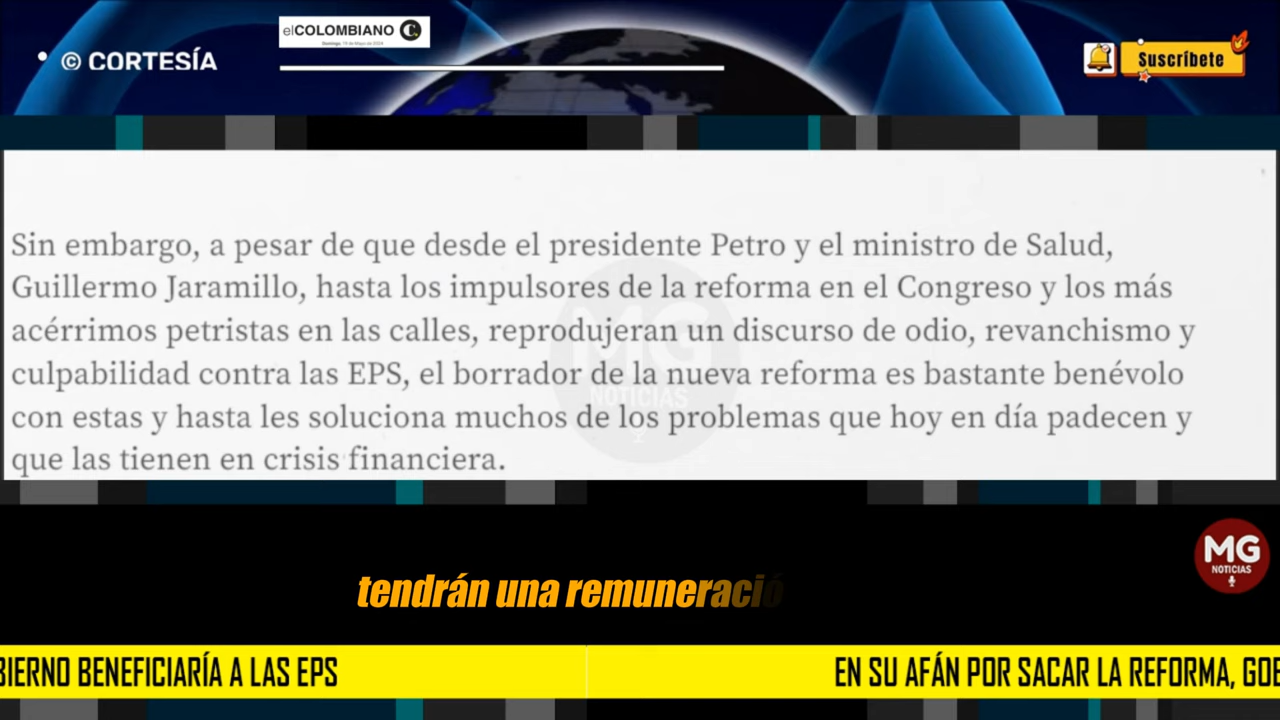 © CORTESÍA
elCOLOMBIANO C
Suscríbete
Sin embargo, a pesar de que desde el presidente Petro y el ministro de Salud,
Guillermo Jaramillo, hasta los impulsores de la reforma en el Congreso y los más
acérrimos petristas en las calles, reprodujeran un discurso de odio, revanchismo y
culpabilidad contra las EPS, el borrador de la nueva reforma es bastante benévolo
con estas y hasta les soluciona muchos de los problemas que hoy en día padecen y
que las tienen en crisis financiera.
MG
NOTICIAS
tendrán una remuneració
MG
NOTICIAS
BIERNO BENEFICIARÍA A LAS EPS
EN SU AFÁN POR SACAR LA REFORMA, GOB